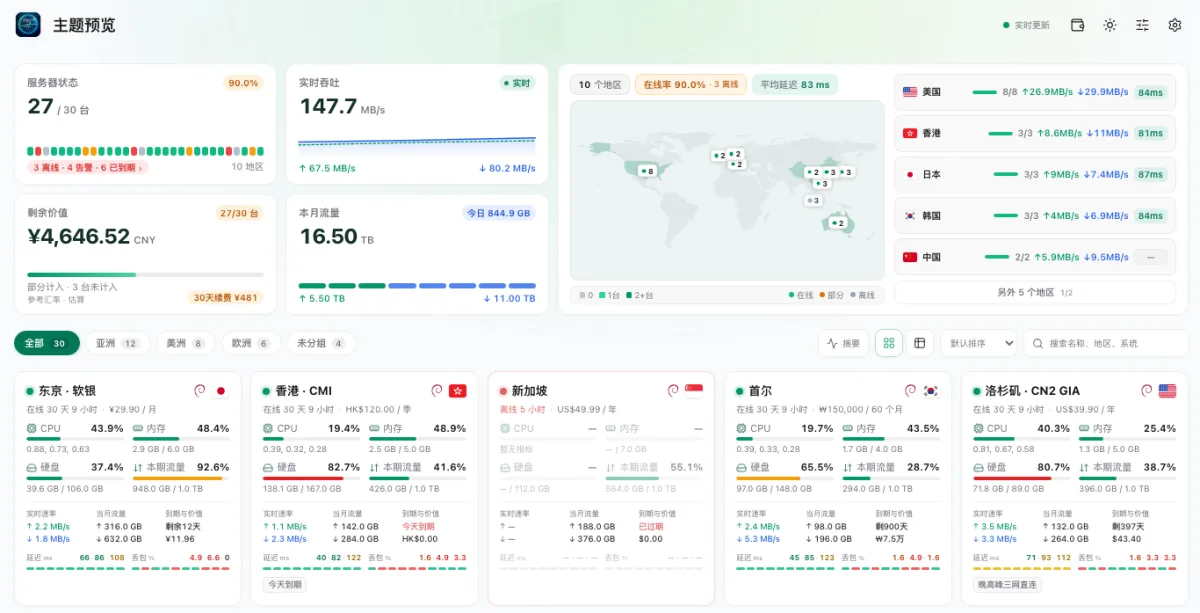 主题预览
实时更新
服务器状态
90.0%
27 / 30 台
3 离线 · 4 告警 · 6 已到期 ›
10 地区
实时吞吐
实时
147.7 MB/s
↑ 67.5 MB/s
↓ 80.2 MB/s
剩余价值
27/30 台
¥4,646.52 CNY
部分计入 · 3 台未计入
参考汇率 · 估算
30天续费 ¥481
本月流量
今日 844.9 GB
16.50 TB
↑ 5.50 TB
↓ 11.00 TB
10 个地区
在线率 90.0% · 3 离线
平均延迟 83 ms
8
2
2
2
2
3
3
3
3
2
0
1台
2+台
在线
部分
离线
美国 8/8 ↑26.9MB/s ↓29.9MB/s 84ms
香港 3/3 ↑8.6MB/s ↓11MB/s 81ms
日本 3/3 ↑9MB/s ↓7.4MB/s 87ms
韩国 3/3 ↑4MB/s ↓6.9MB/s 84ms
中国 2/2 ↑5.9MB/s ↓9.5MB/s —
另外 5 个地区 1/2
全部 30
亚洲 12
美洲 8
欧洲 6
未分组 4
摘要
默认排序
搜索名称、地区、系统
东京 · 软银
在线 30 天 9 小时 · ¥29.90 / 月
CPU 43.9% 内存 48.4%
0.88, 0.73, 0.63 2.9 GB / 6.0 GB
硬盘 37.4% 本期流量 92.6%
39.6 GB / 106.0 GB 948.0 GB / 1.0 TB
实时速率 当月流量 到期与价值
↑ 2.2 MB/s ↑ 316.0 GB 剩余12天
↓ 1.8 MB/s ↓ 632.0 GB ¥11.96
延迟 ms 66 86 108 丢包 % 4.9 6.6 0
香港 · CMI
在线 30 天 9 小时 · HK$120.00 / 季
CPU 19.4% 内存 48.9%
0.39, 0.32, 0.28 2.5 GB / 5.0 GB
硬盘 82.7% 本期流量 41.6%
138.1 GB / 167.0 GB 426.0 GB / 1.0 TB
实时速率 当月流量 到期与价值
↑ 1.1 MB/s ↑ 142.0 GB 今天到期
↓ 2.3 MB/s ↓ 284.0 GB HK$0.00
延迟 ms 40 82 122 丢包 % 1.6 4.9 3.3
今天到期
新加坡
离线 5 小时 · US$49.99 / 年
CPU — 内存 —
暂无指标 — / 7.0 GB
硬盘 — 本期流量 55.1%
— / 112.0 GB 564.0 GB / 1.0 TB
实时速率 当月流量 到期与价值
↑ — ↑ 188.0 GB 已过期
↓ — ↓ 376.0 GB $0.00
延迟 ms — — — 丢包 % — — —
首尔
在线 30 天 9 小时 · ₩150,000 / 60 个月
CPU 19.7% 内存 43.5%
0.39, 0.33, 0.28 1.7 GB / 4.0 GB
硬盘 65.5% 本期流量 28.7%
97.0 GB / 148.0 GB 294.0 GB / 1.0 TB
实时速率 当月流量 到期与价值
↑ 2.4 MB/s ↑ 98.0 GB 剩900天
↓ 5.3 MB/s ↓ 196.0 GB ₩7.5万
延迟 ms 45 85 123 丢包 % 1.6 4.9 1.6
洛杉矶 · CN2 GIA
在线 30 天 9 小时 · US$39.90 / 年
CPU 40.3% 内存 25.4%
0.81, 0.67, 0.58 1.3 GB / 5.0 GB
硬盘 80.7% 本期流量 38.7%
71.8 GB / 89.0 GB 396.0 GB / 1.0 TB
实时速率 当月流量 到期与价值
↑ 3.5 MB/s ↑ 132.0 GB 剩397天
↓ 3.3 MB/s ↓ 264.0 GB $43.40
延迟 ms 71 93 112 丢包 % 1.6 3.3 3.3
晚高峰三网直连